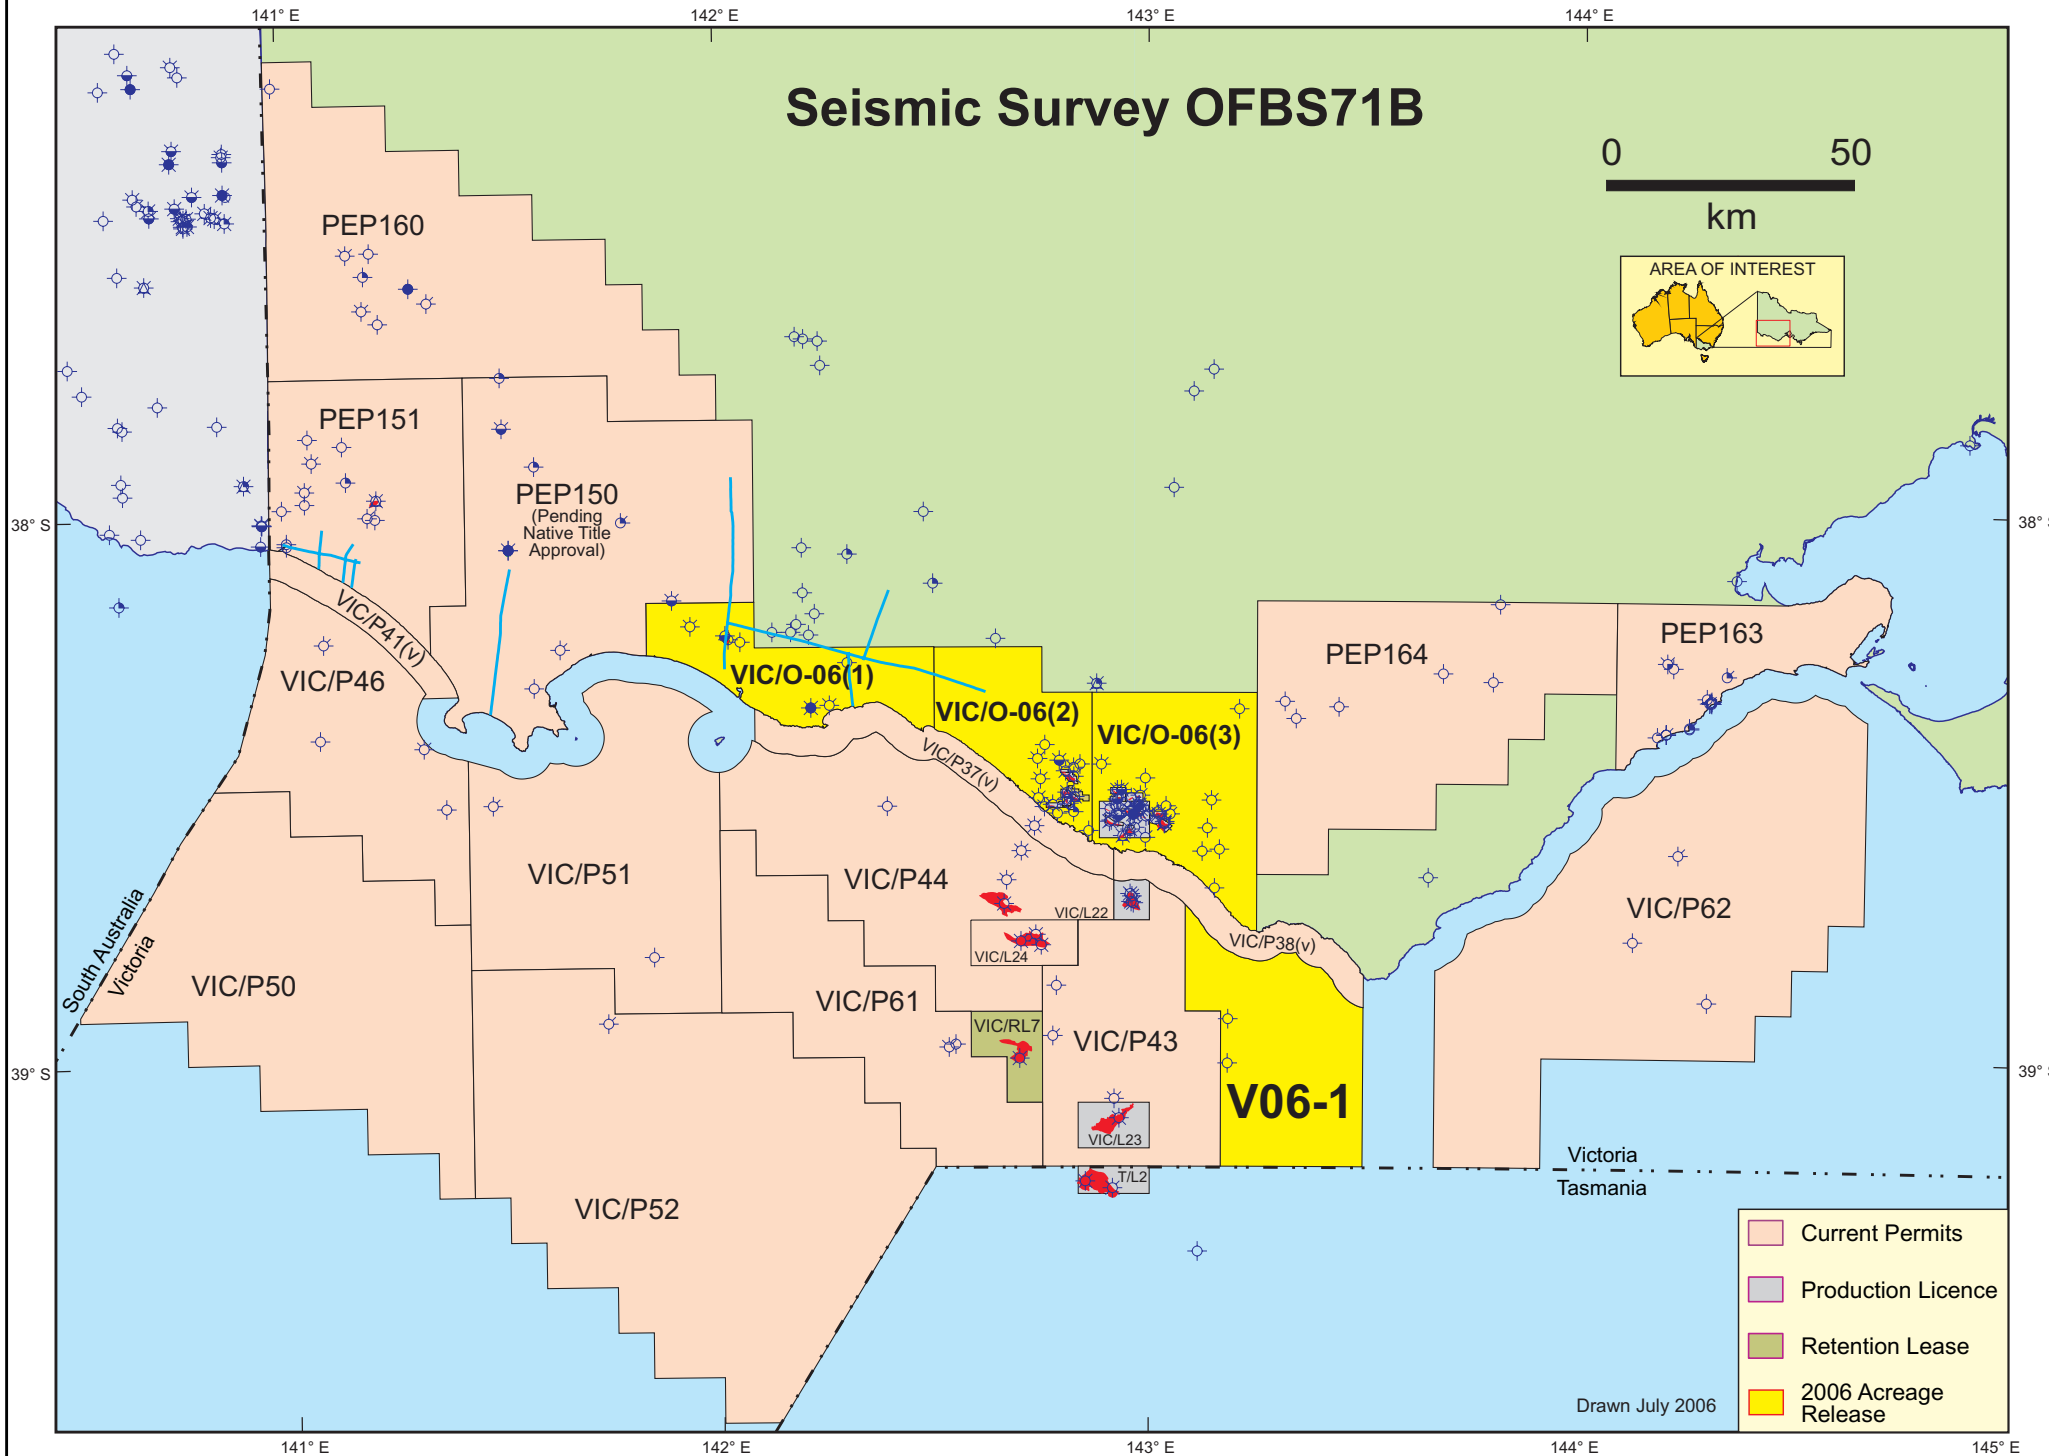 141° E
142° E
143° E
144° E
Seismic Survey OFBS71B
0 50
km
AREA OF INTEREST
PEP160
PEP151
PEP150
(Pending
Native Title
Approval)
38° S
38° S
VIC/P41(v)
VIC/P46
VIC/O-06(1)
VIC/O-06(2)
VIC/O-06(3)
PEP164
PEP163
VIC/P37(v)
VIC/P51
VIC/P44
VIC/L22
VIC/P62
VIC/P38(v)
VIC/L24
South Australia
Victoria
VIC/P50
VIC/P61
VIC/RL7
VIC/P43
39° S
39° S
V06-1
VIC/L23
T/L2
Victoria
Tasmania
VIC/P52
Current Permits
Production Licence
Retention Lease
2006 Acreage
Release
Drawn July 2006
141° E
142° E
143° E
144° E
145° E